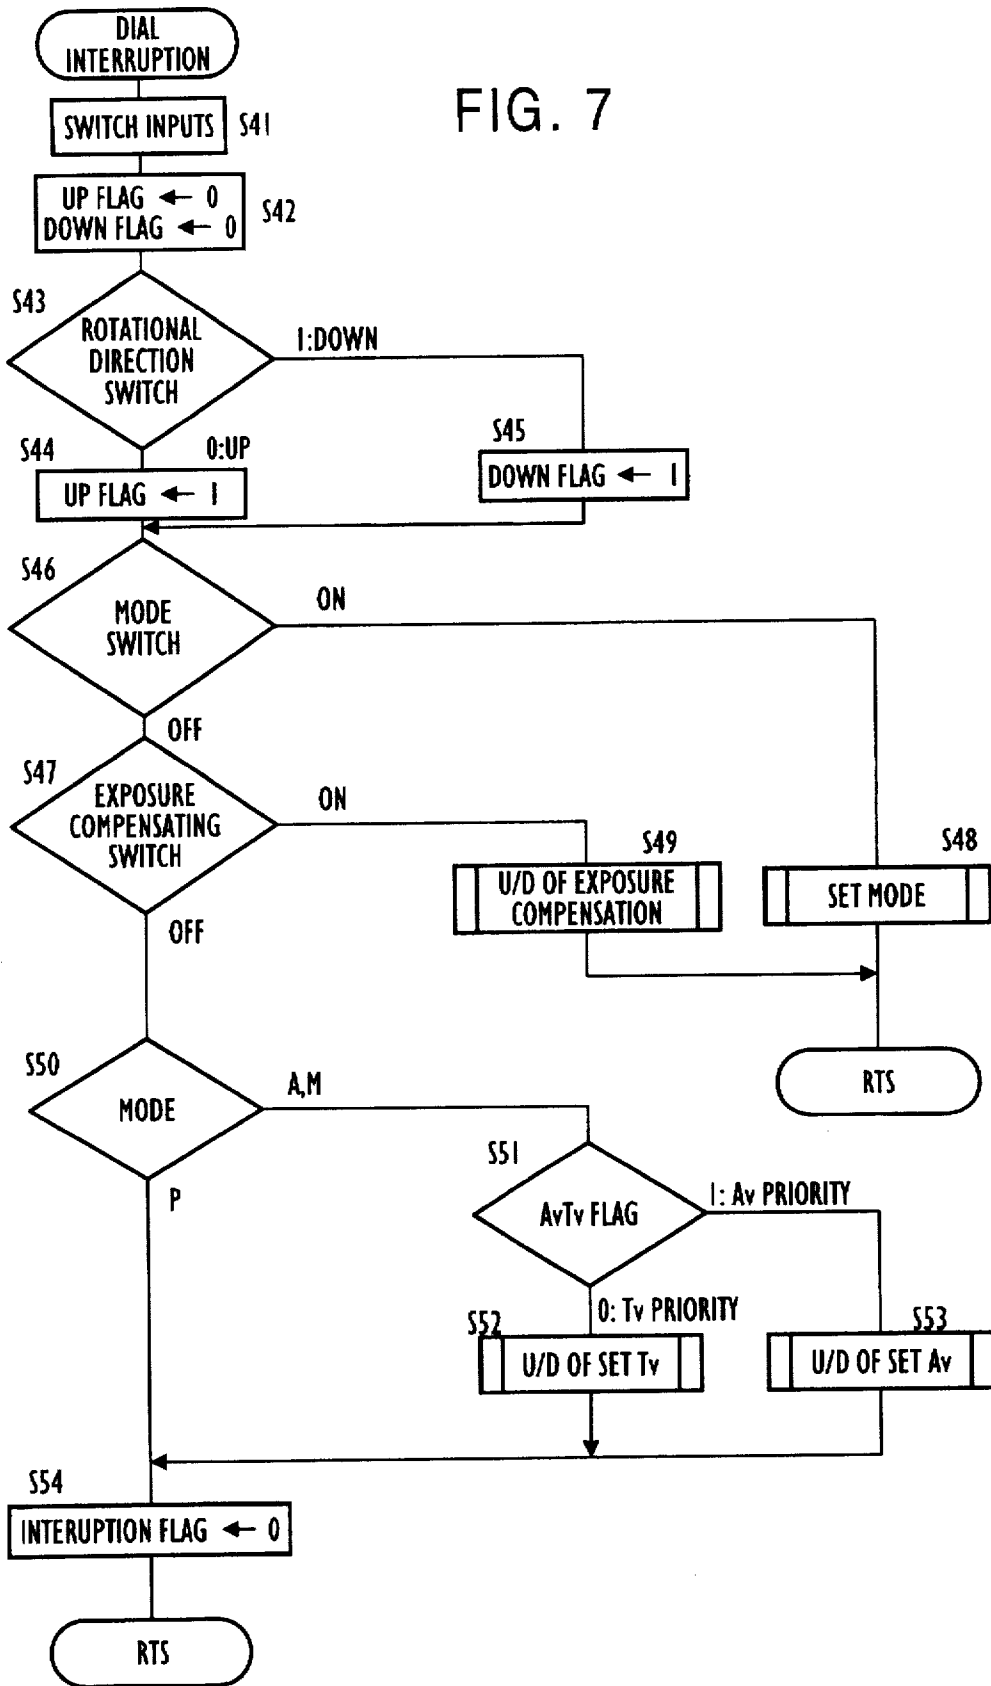 DIAL
INTERRUPTION
FIG. 7
SWITCH INPUTS
S41
UP FLAG ← 0
DOWN FLAG ← 0
S42
S43
ROTATIONAL
DIRECTION
SWITCH
1:DOWN
S44
0:UP
UP FLAG ← 1
S45
DOWN FLAG ← 1
S46
MODE
SWITCH
ON
OFF
S47
EXPOSURE
COMPENSATING
SWITCH
ON
OFF
S49
U/D OF EXPOSURE
COMPENSATION
S48
SET MODE
RTS
S50
MODE
A,M
P
S51
AvTv FLAG
1: Av PRIORITY
0: Tv PRIORITY
S52
U/D OF SET Tv
S53
U/D OF SET Av
S54
INTERUPTION FLAG ← 0
RTS